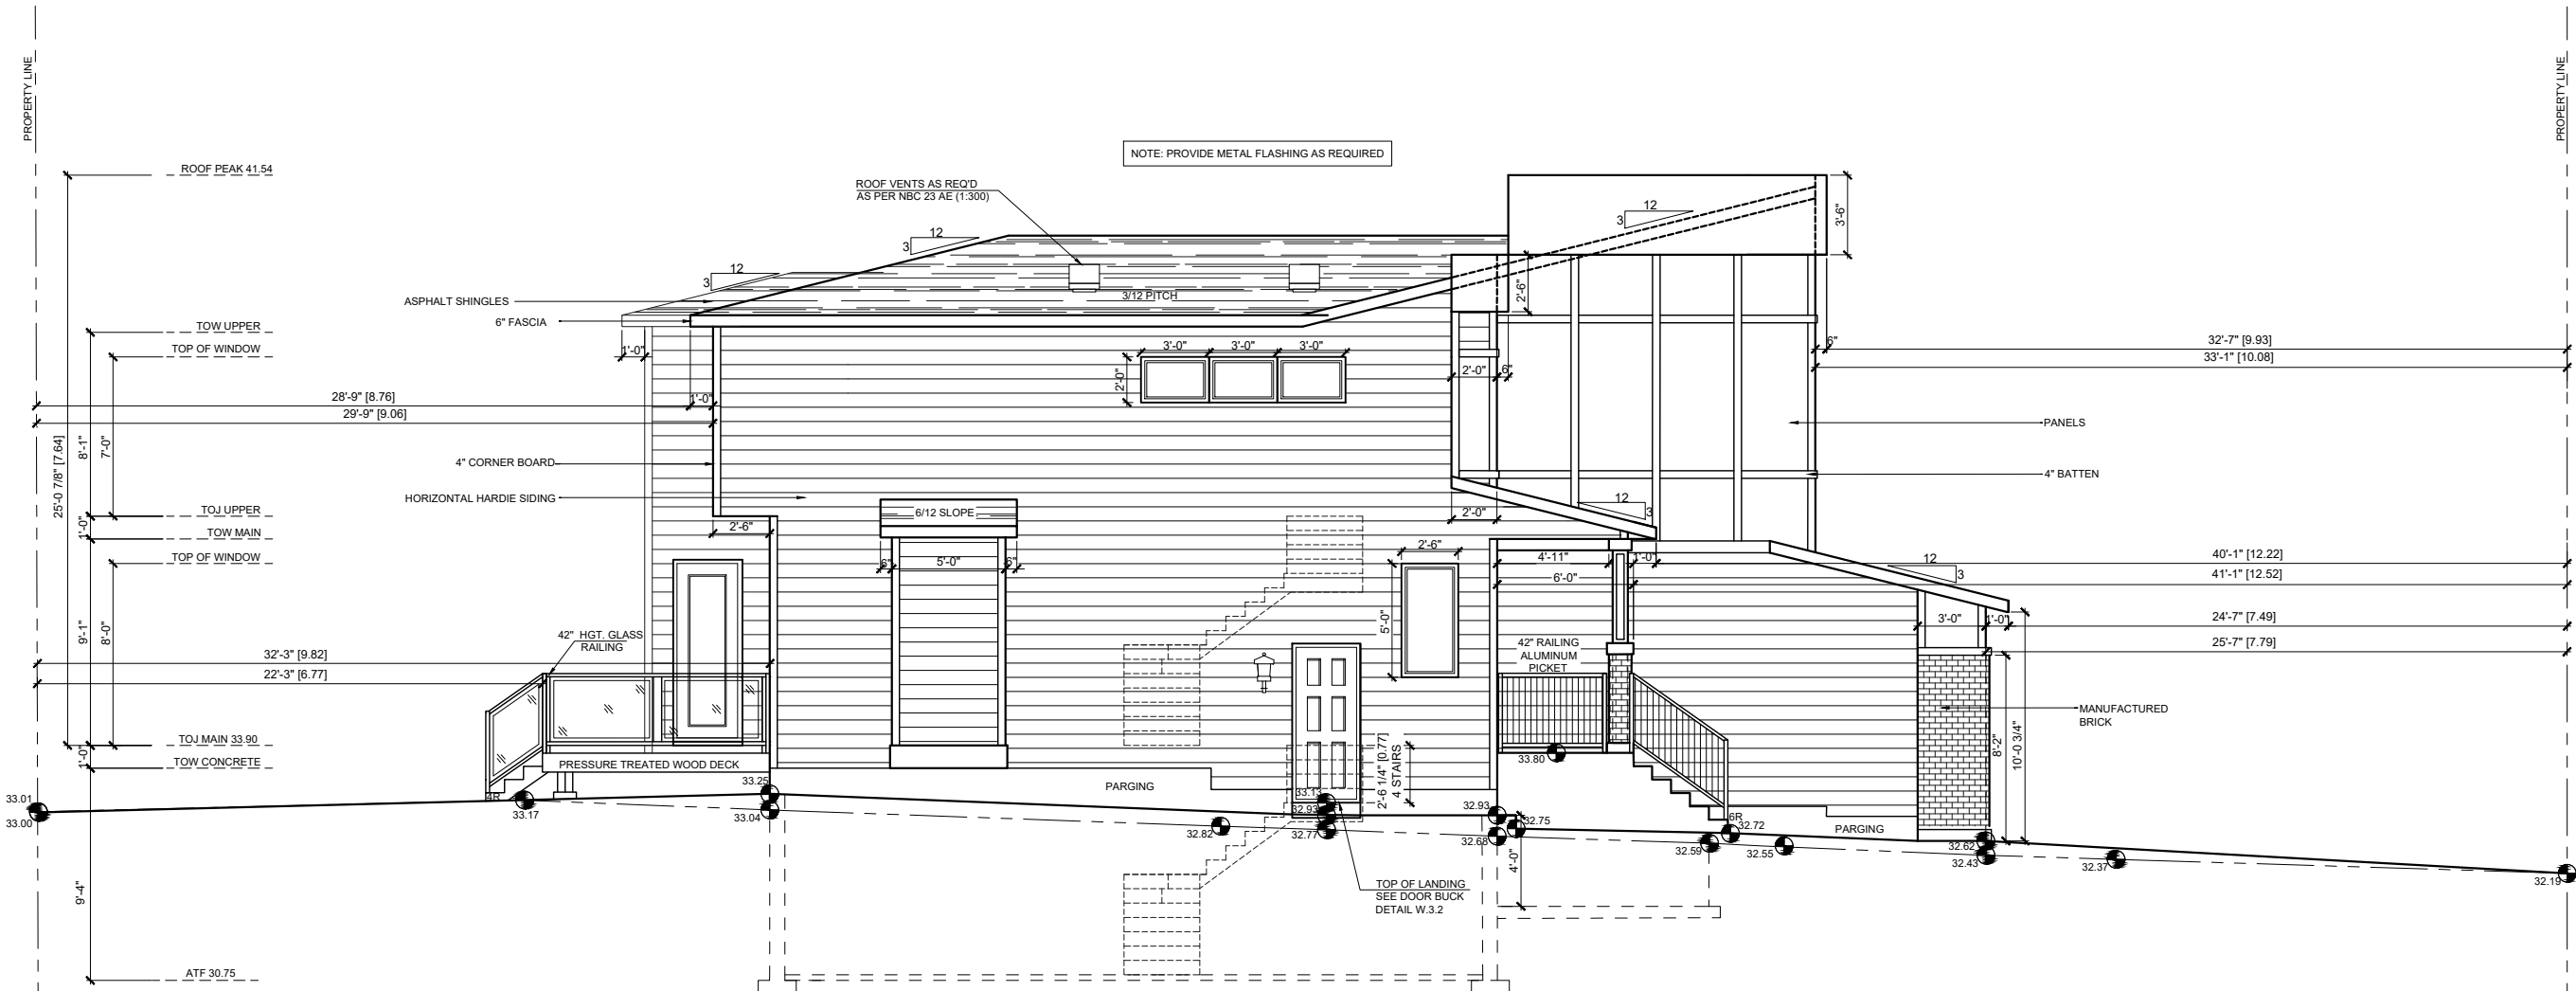 PROPERTY LINE
PROPERTY LINE
NOTE: PROVIDE METAL FLASHING AS REQUIRED
ROOF PEAK 41.54
ROOF VENTS AS REQ'D
AS PER NBC 23 AE (1:300)
12
3
3'-6"
12
3
12
3
ASPHALT SHINGLES
3/12 PITCH
2'-6"
6" FASCIA
TOW UPPER
TOP OF WINDOW
1'-0"
3'-0"
3'-0"
3'-0"
2'-0"
2'-0"
6"
6"
32'-7" [9.93]
33'-1" [10.08]
28'-9" [8.76]
29'-9" [9.06]
1'-0"
25'-0 7/8" [7.64]
8'-1"
7'-0"
PANELS
4" CORNER BOARD
4" BATTEN
HORIZONTAL HARDIE SIDING
TOJ UPPER
1'-0"
TOW MAIN
TOP OF WINDOW
6/12 SLOPE
2'-6"
2'-0"
12
3
6"
5'-0"
6"
2'-6"
4'-11"
1'-0"
6'-0"
12
3
40'-1" [12.22]
41'-1" [12.52]
3'-0"
1'-0"
24'-7" [7.49]
25'-7" [7.79]
9'-1"
8'-0"
5'-0"
42" HGT. GLASS
RAILING
42" RAILING
ALUMINUM
PICKET
32'-3" [9.82]
22'-3" [6.77]
MANUFACTURED
BRICK
8'-2"
10'-0 3/4"
TOJ MAIN 33.90
1'-0"
TOW CONCRETE
PRESSURE TREATED WOOD DECK
2'-6 1/4" [0.77]
4 STAIRS
33.80
PARGING
PARGING
33.01
33.00
4R
33.17
33.25
33.04
32.82
33.13
32.93
32.77
32.93
32.68
32.75
6R
32.72
32.59
32.55
32.62
32.43
32.37
32.19
4'-0"
9'-4"
TOP OF LANDING
SEE DOOR BUCK
DETAIL W.3.2
ATF 30.75